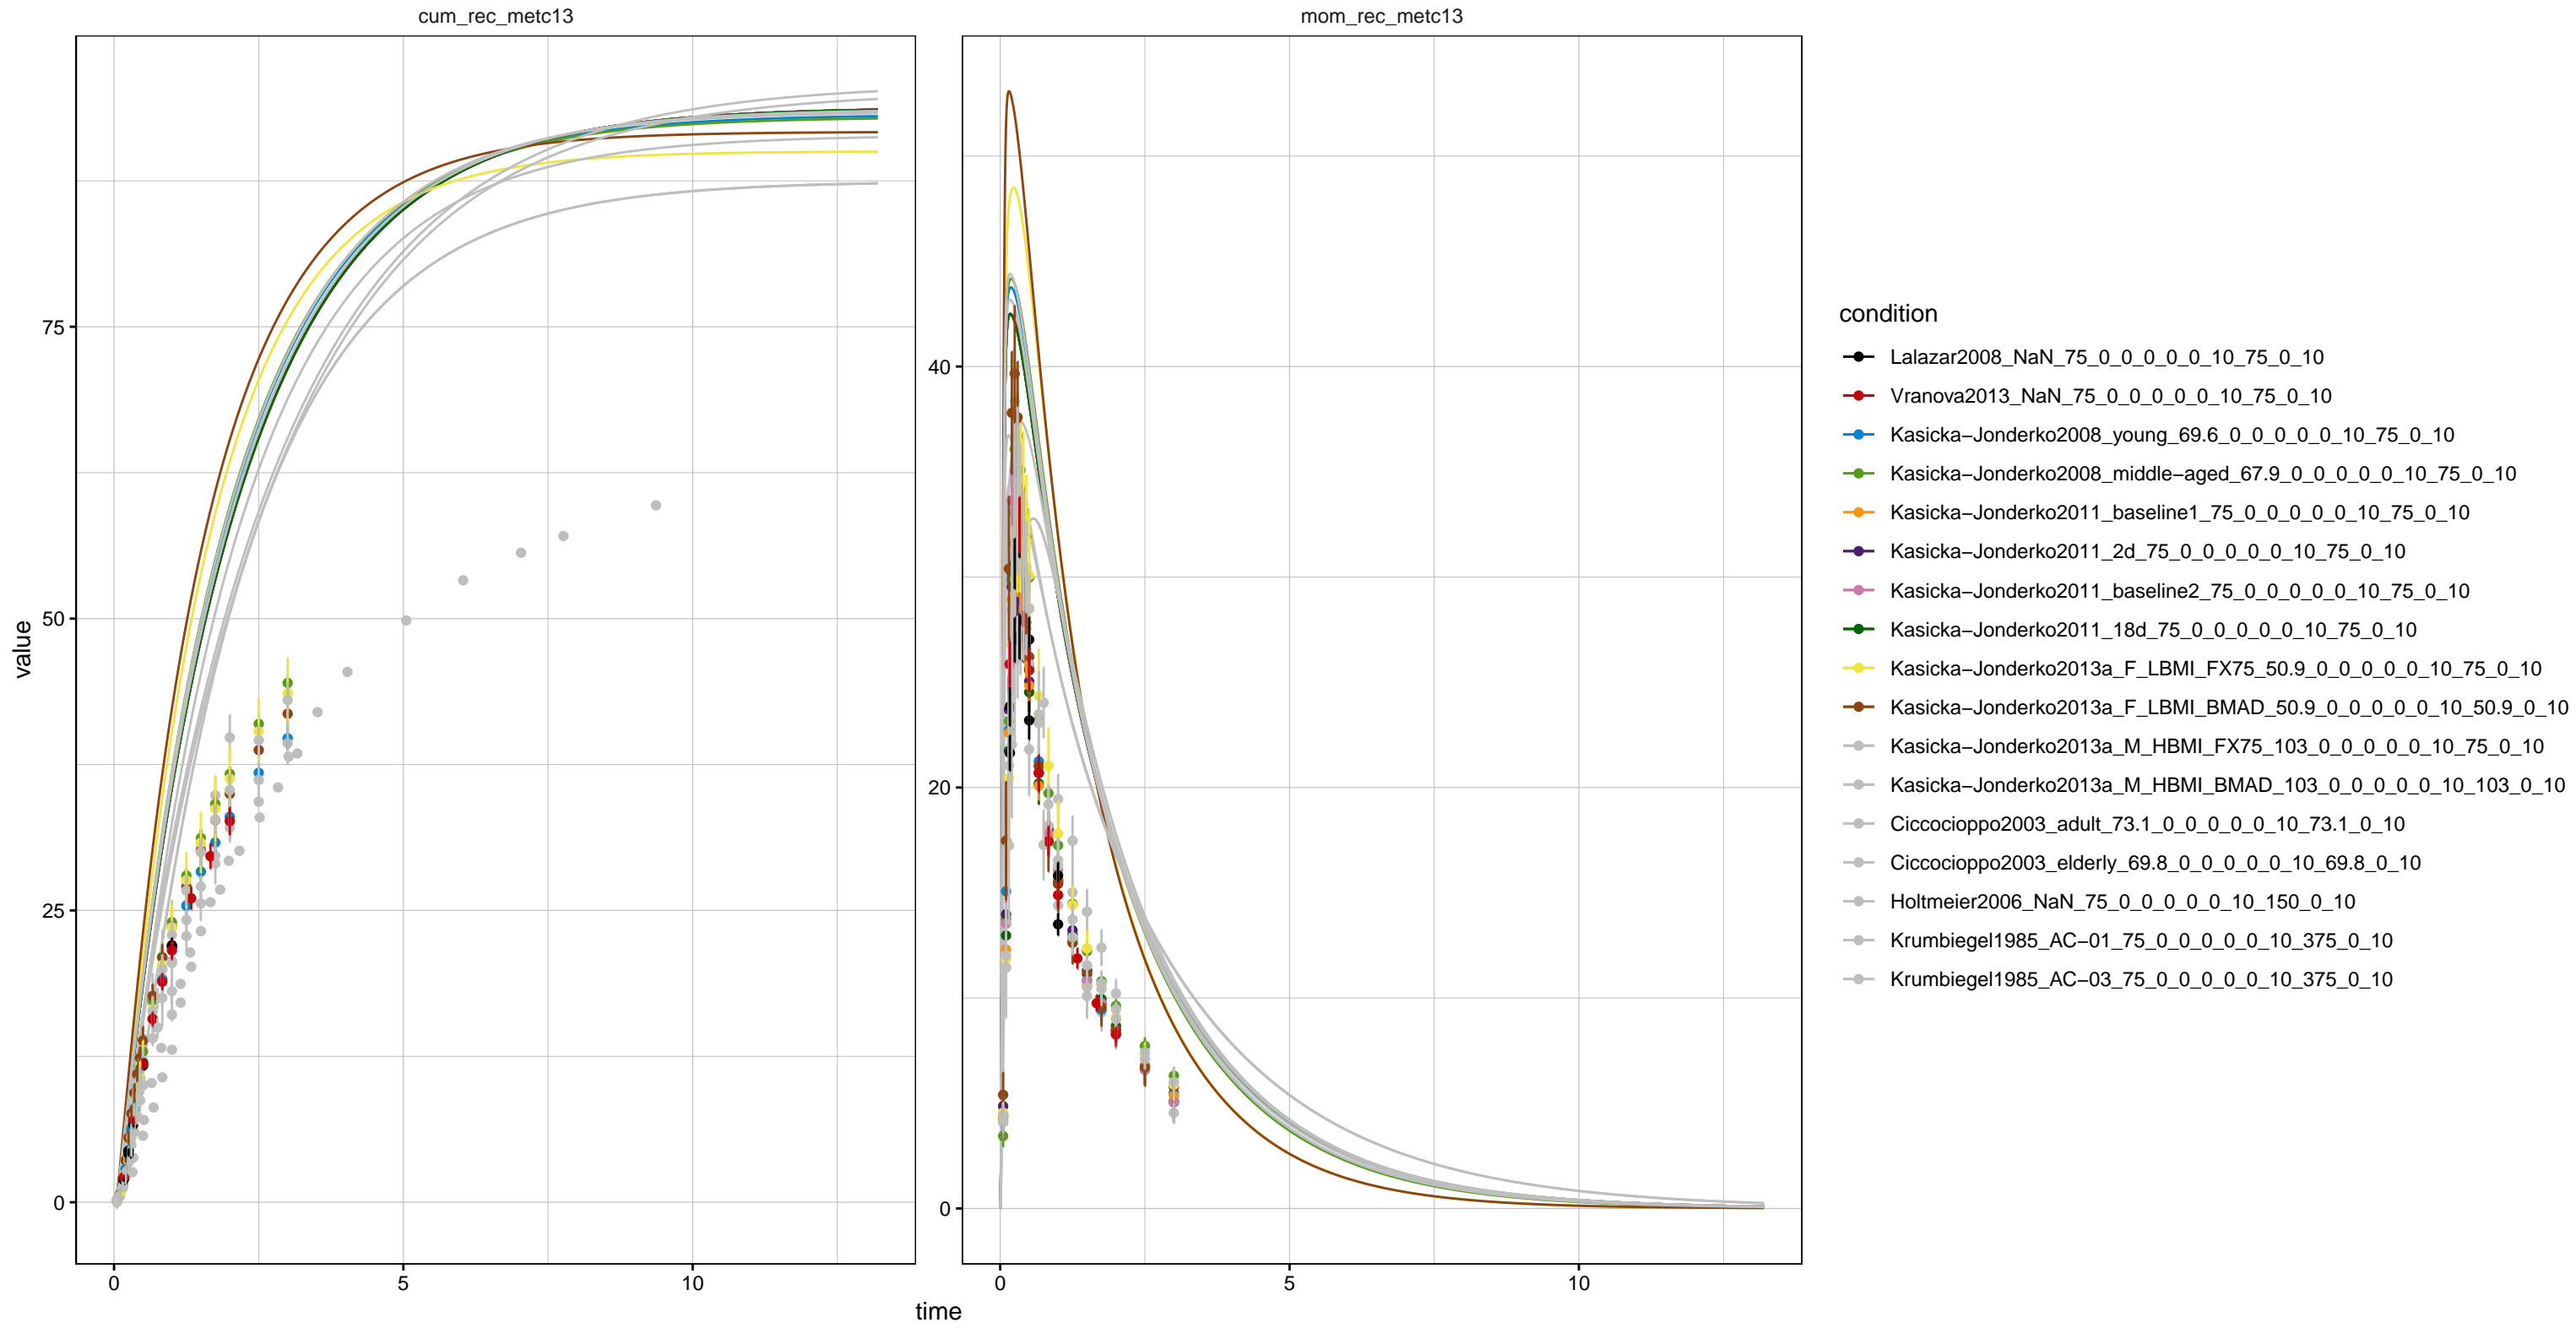 cum_rec_metc13
mom_rec_metc13
75
50
25
0
40
20
0
value
0
5
10
0
5
10
time
condition
Lalazar2008_NaN_75_0_0_0_0_0_10_75_0_10
Vranova2013_NaN_75_0_0_0_0_0_10_75_0_10
Kasicka−Jonderko2008_young_69.6_0_0_0_0_0_10_75_0_10
Kasicka−Jonderko2008_middle−aged_67.9_0_0_0_0_0_10_75_0_10
Kasicka−Jonderko2011_baseline1_75_0_0_0_0_0_10_75_0_10
Kasicka−Jonderko2011_2d_75_0_0_0_0_0_10_75_0_10
Kasicka−Jonderko2011_baseline2_75_0_0_0_0_0_10_75_0_10
Kasicka−Jonderko2011_18d_75_0_0_0_0_0_10_75_0_10
Kasicka−Jonderko2013a_F_LBMI_FX75_50.9_0_0_0_0_0_10_75_0_10
Kasicka−Jonderko2013a_F_LBMI_BMAD_50.9_0_0_0_0_0_10_50.9_0_10
Kasicka−Jonderko2013a_M_HBMI_FX75_103_0_0_0_0_0_10_75_0_10
Kasicka−Jonderko2013a_M_HBMI_BMAD_103_0_0_0_0_0_10_103_0_10
Ciccocioppo2003_adult_73.1_0_0_0_0_0_10_73.1_0_10
Ciccocioppo2003_elderly_69.8_0_0_0_0_0_10_69.8_0_10
Holtmeier2006_NaN_75_0_0_0_0_0_10_150_0_10
Krumbiegel1985_AC−01_75_0_0_0_0_0_10_375_0_10
Krumbiegel1985_AC−03_75_0_0_0_0_0_10_375_0_10